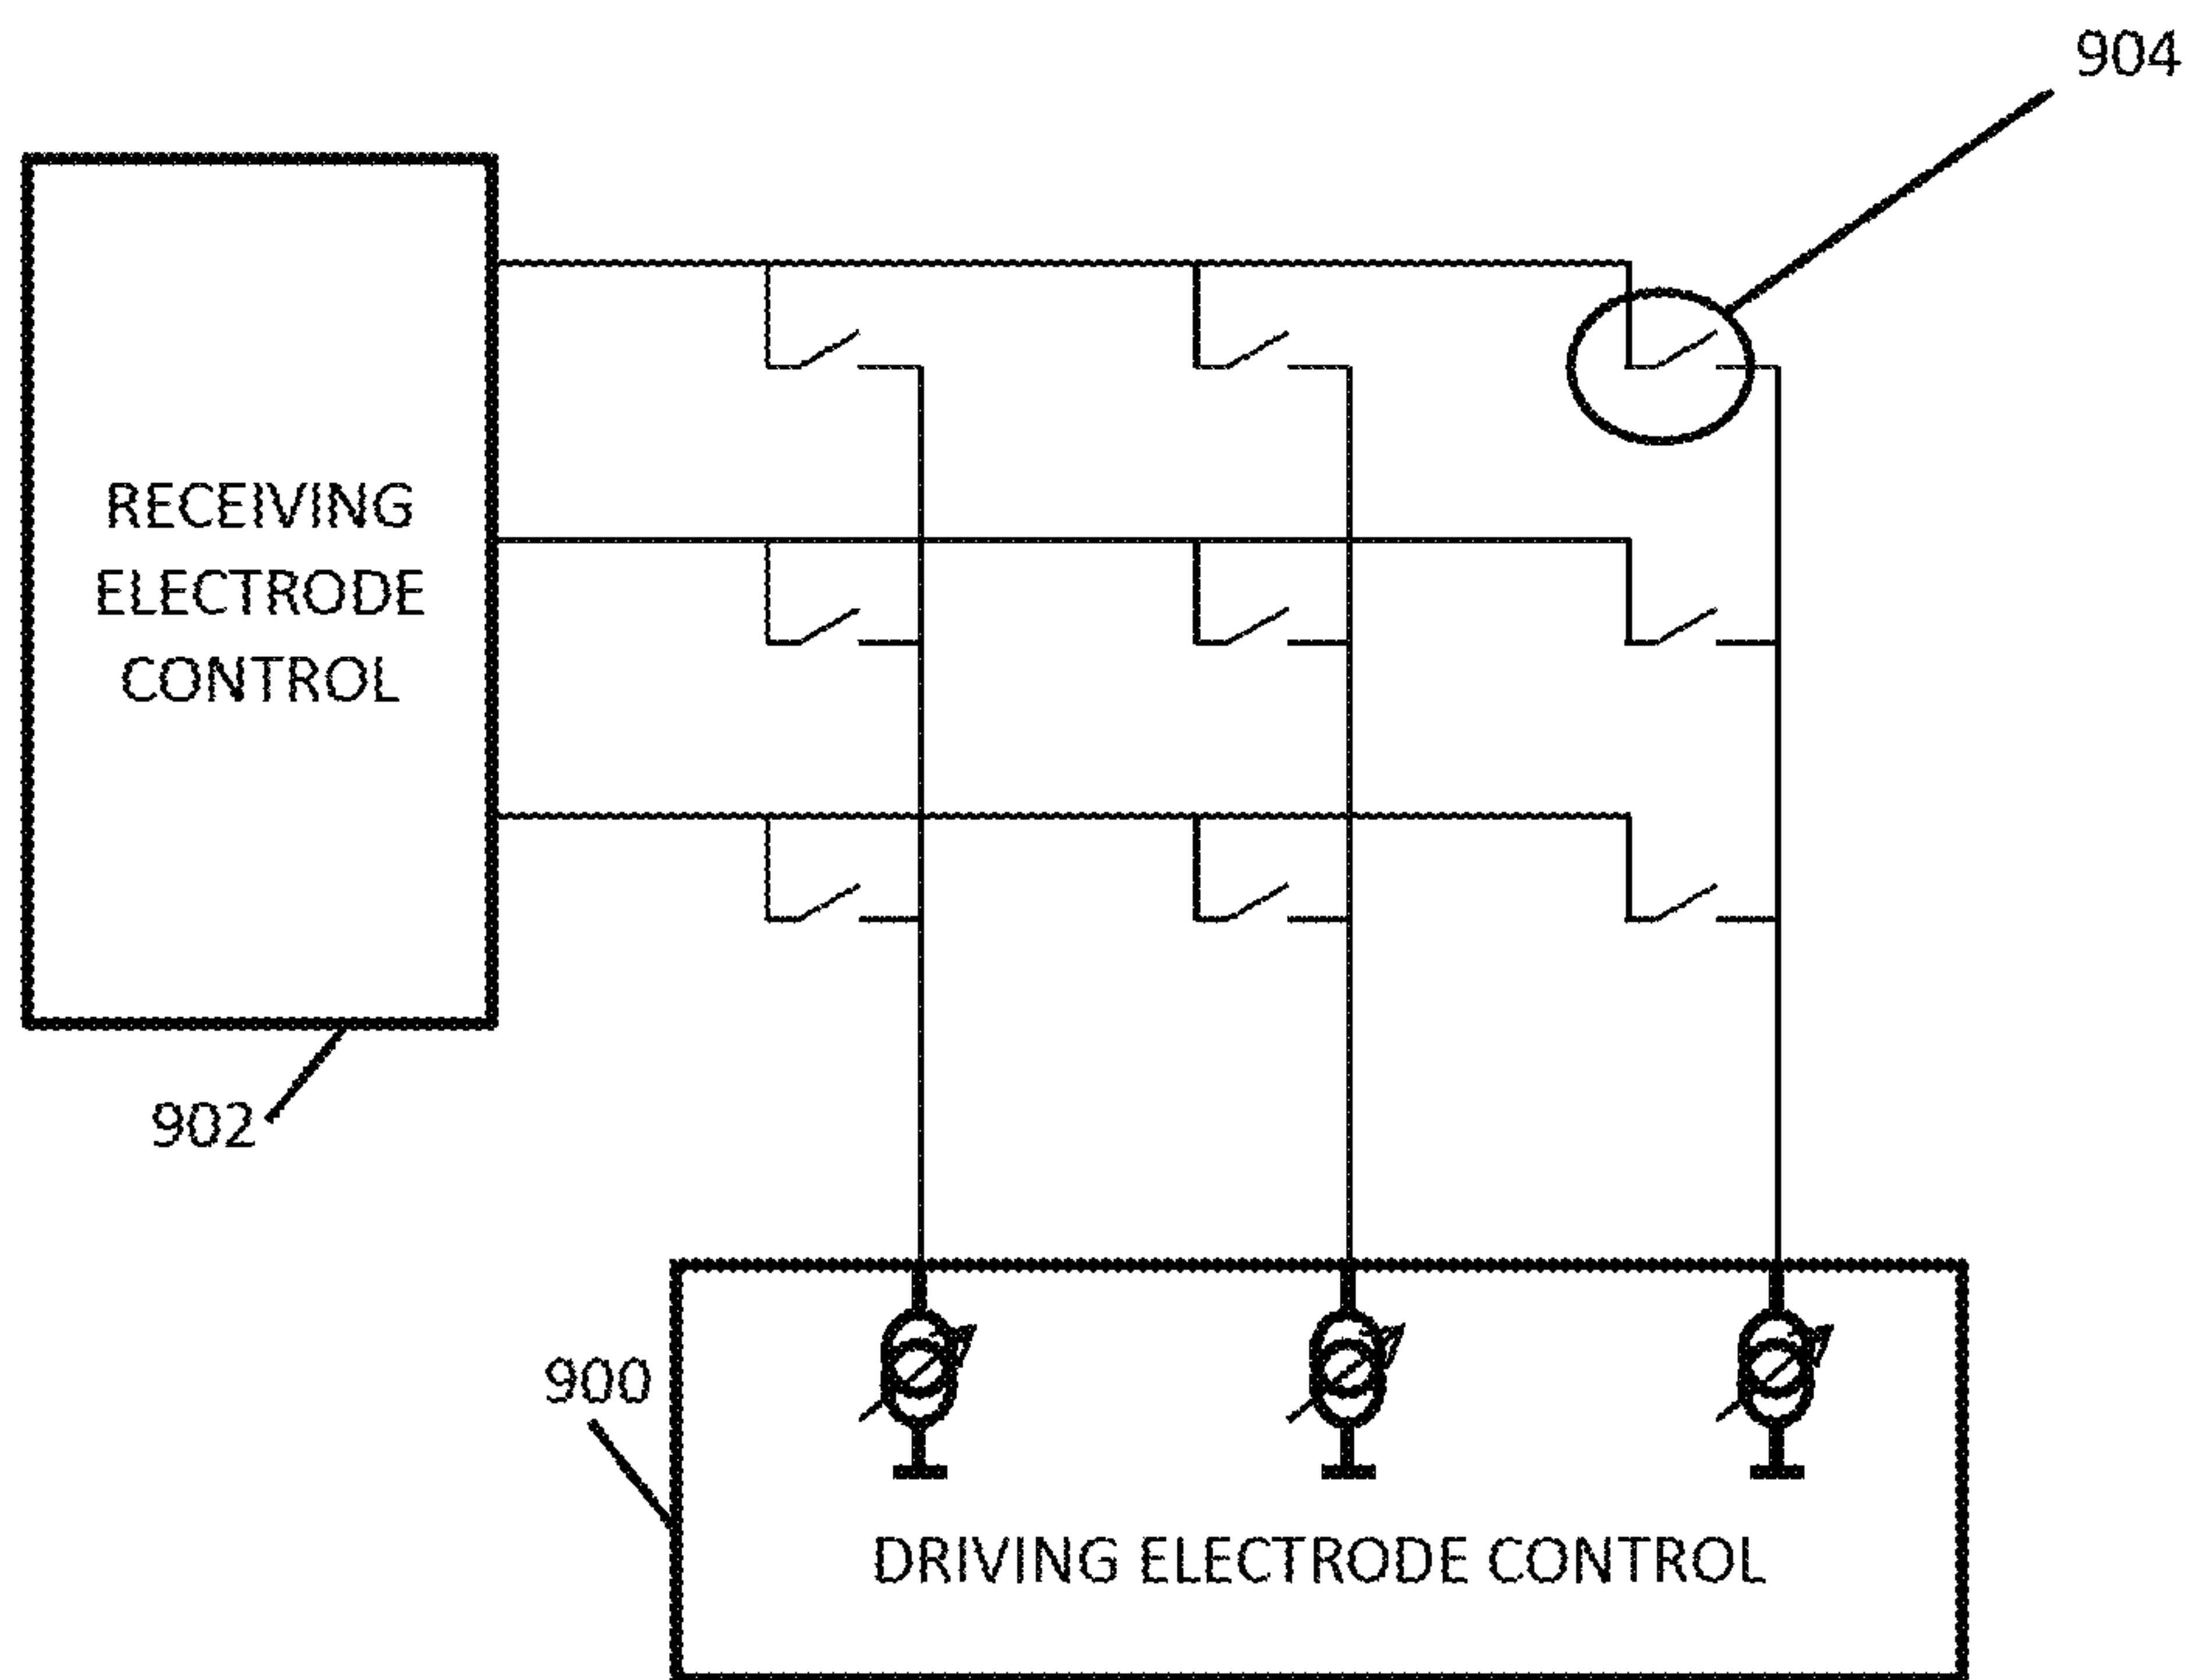 904
RECEIVING
ELECTRODE
CONTROL
902
900
DRIVING ELECTRODE CONTROL